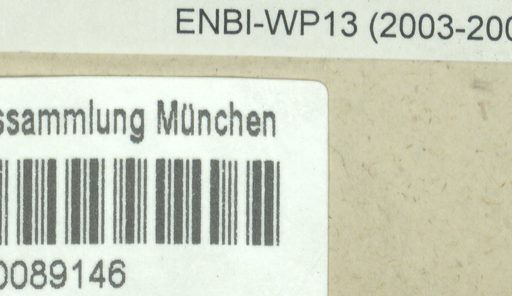 ENBI-WP13 (2003-200
ssammlung München
0089146